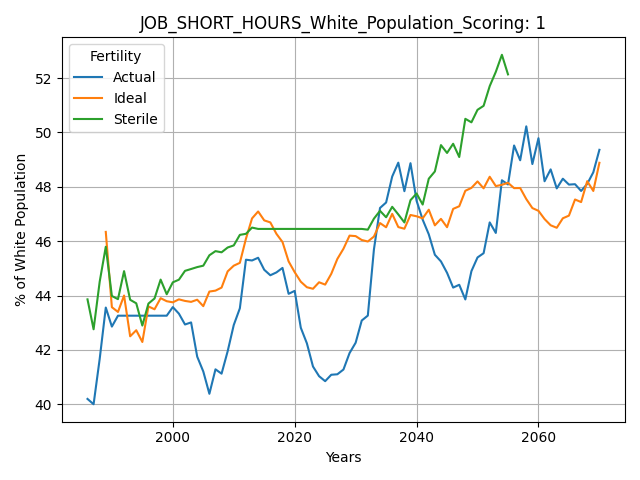 JOB_SHORT_HOURS_White_Population_Scoring: 1
Fertility
Actual
Ideal
Sterile
% of White Population
52
50
48
46
44
42
40
2000
2020
2040
2060
Years